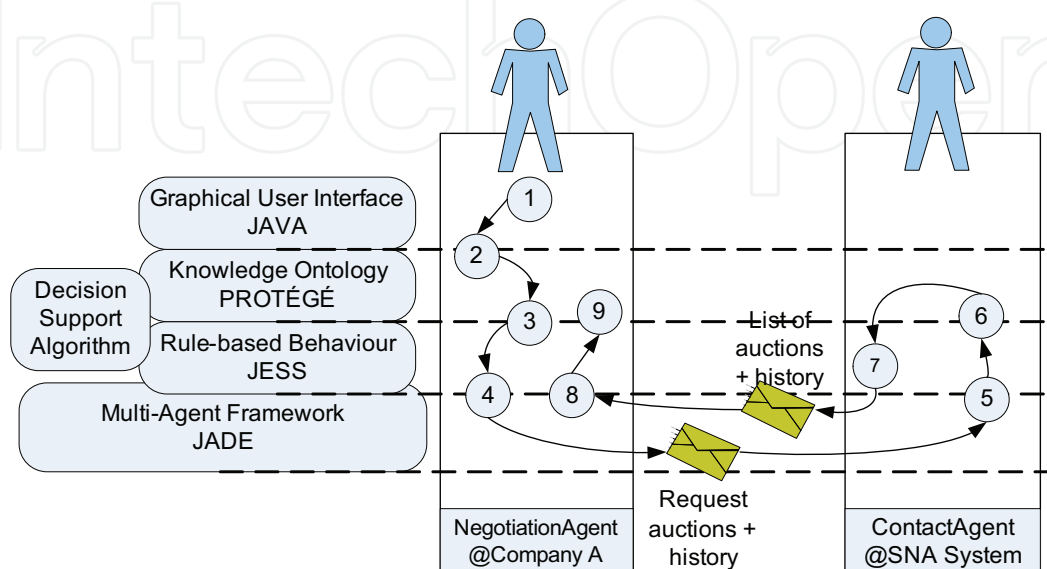 IntechOpen
Graphical User Interface
JAVA
1
2
Knowledge Ontology
PROTÉGÉ
Decision
Support
Algorithm
3
9
List of
auctions
+ history
6
7
Rule-based Behaviour
JESS
4
8
5
Multi-Agent Framework
JADE
Request
auctions +
history
NegotiationAgent
@Company A
ContactAgent
@SNA System